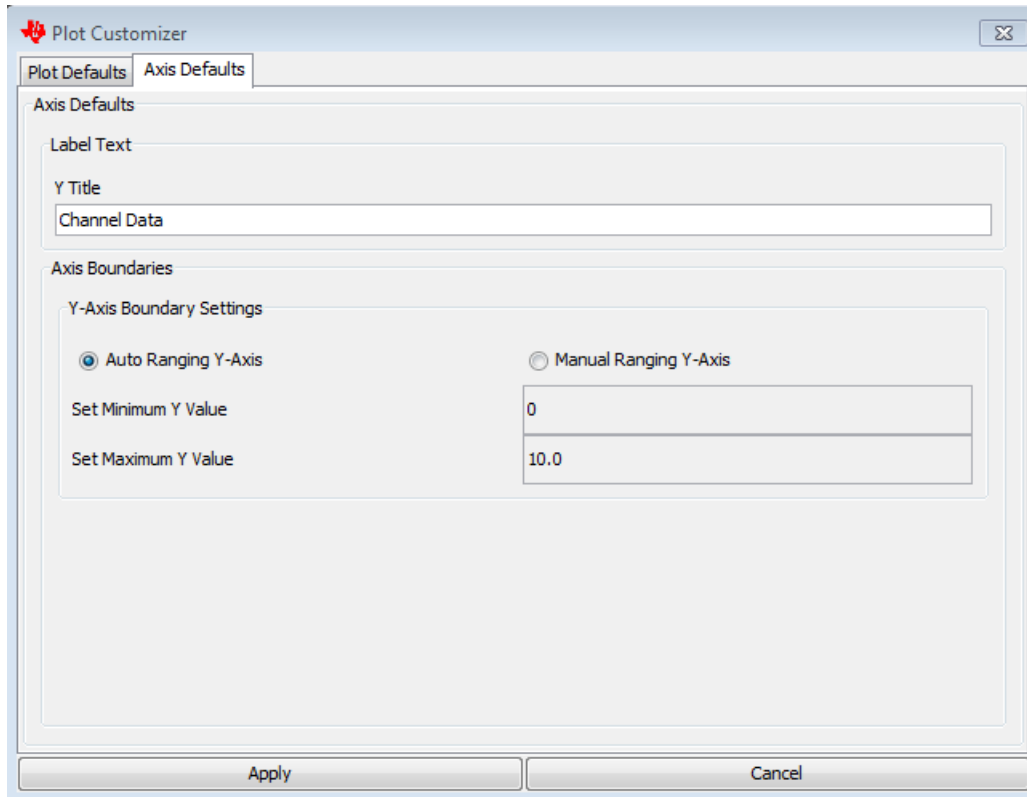 Plot Customizer
Plot Defaults Axis Defaults
Axis Defaults
Label Text
Y Title
Channel Data
Axis Boundaries
Y-Axis Boundary Settings
Auto Ranging Y-Axis Manual Ranging Y-Axis
Set Minimum Y Value 0
Set Maximum Y Value 10.0
Apply Cancel